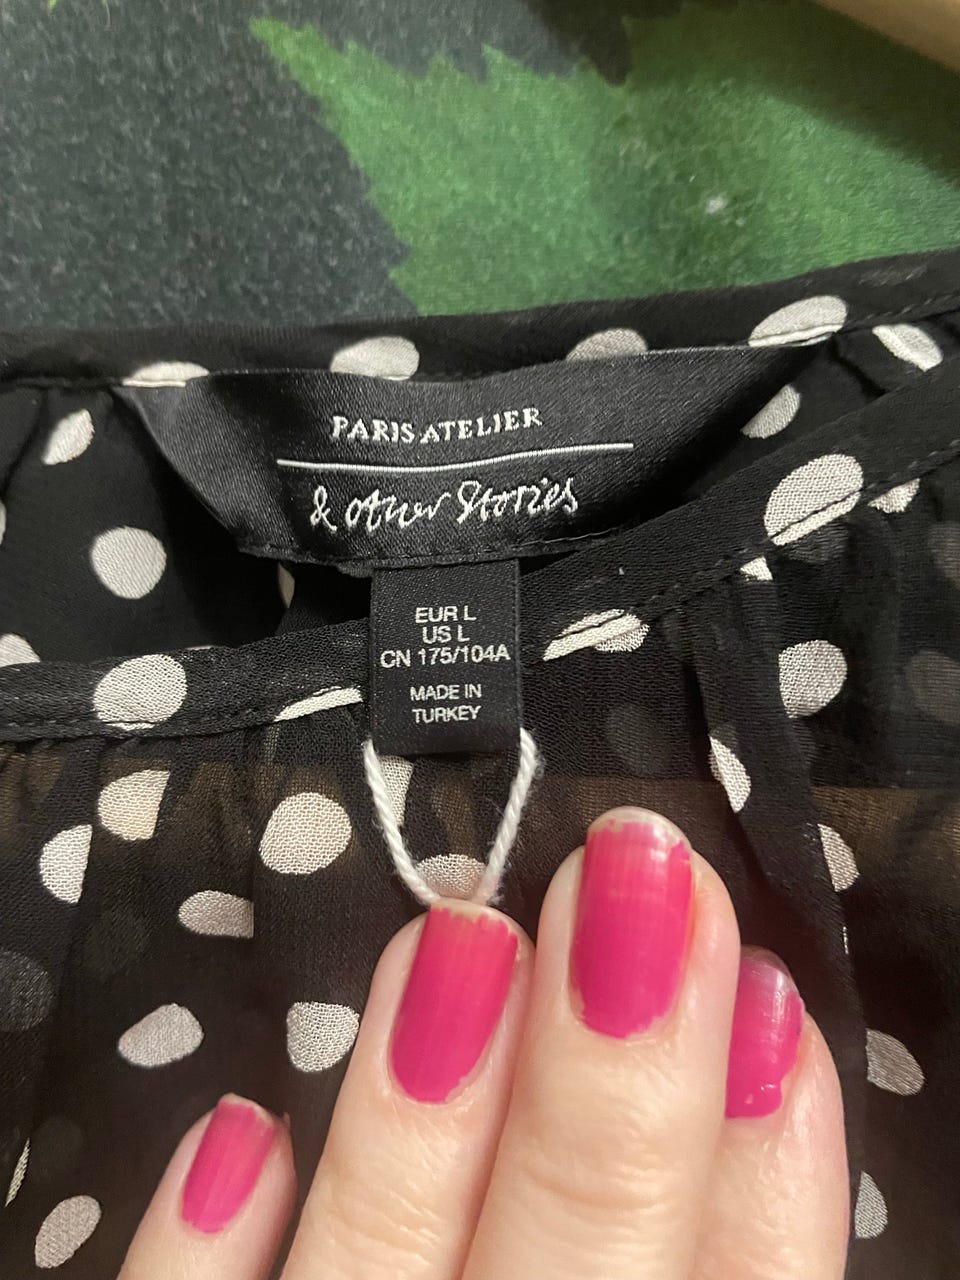 PARIS ATELIER
& other Stories
EUR L
US L
CN 175/104A
MADE IN
TURKEY